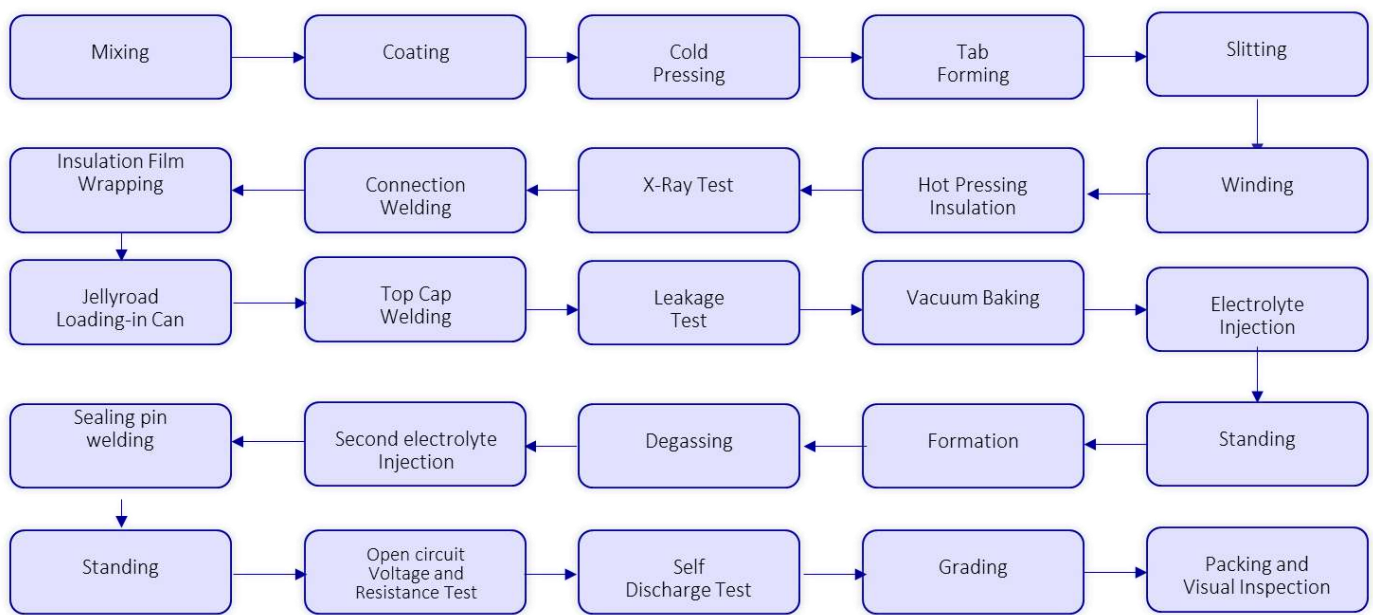 Mixing
Coating
Cold
Pressing
Tab
Forming
Slitting
Insulation Film
Wrapping
Connection
Welding
X-Ray Test
Hot Pressing
Insulation
Winding
Jellyroad
Loading-in Can
Top Cap
Welding
Leakage
Test
Vacuum Baking
Electrolyte
Injection
Sealing pin
welding
Second electrolyte
Injection
Degassing
Formation
Standing
Standing
Open circuit
Voltage and
Resistance Test
Self
Discharge Test
Grading
Packing and
Visual Inspection